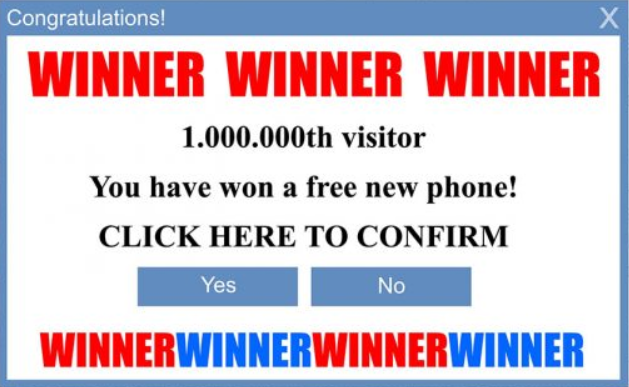 Congratulations! X
WINNER WINNER WINNER
1.000.000th visitor
You have won a free new phone!
CLICK HERE TO CONFIRM
Yes No
WINNERWINNERWINNERWINNER